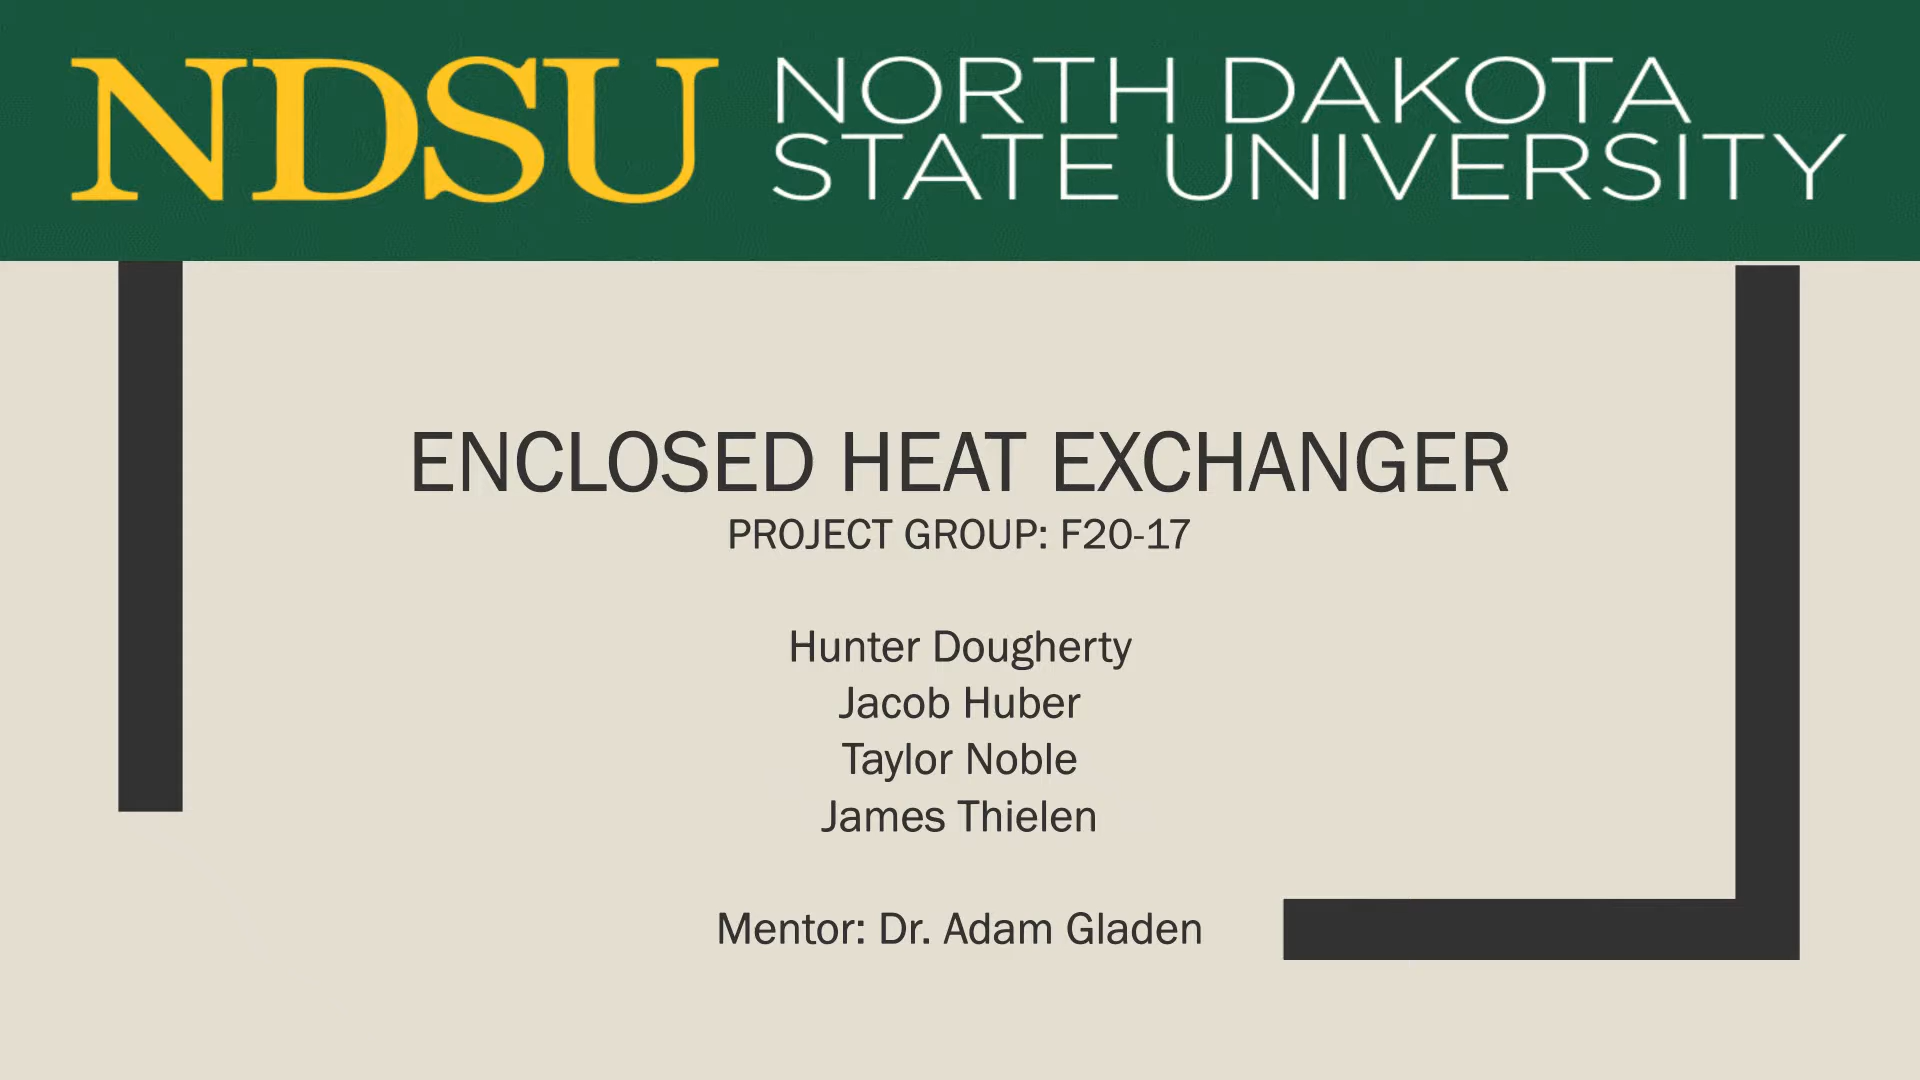 NDSU
NORTH DAKOTA
STATE UNIVERSITY
ENCLOSED HEAT EXCHANGER
PROJECT GROUP: F20-17
Hunter Dougherty
Jacob Huber
Taylor Noble
James Thielen
Mentor: Dr. Adam Gladen